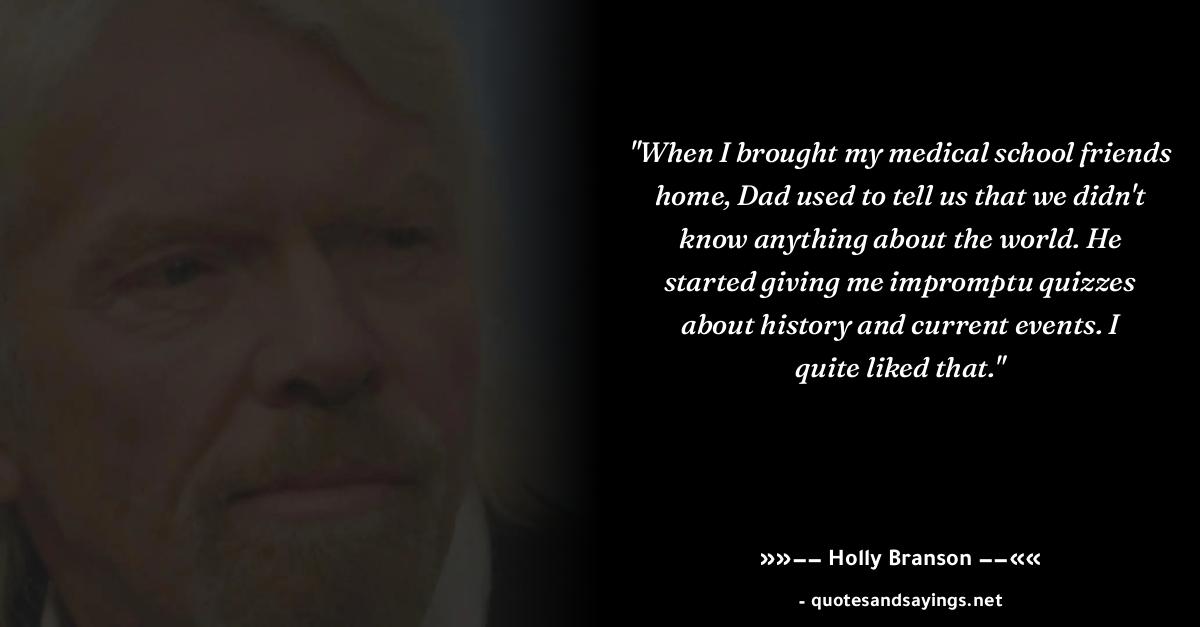 "When I brought my medical school friends
home, Dad used to tell us that we didn't
know anything about the world. He
started giving me impromptu quizzes
about history and current events. I
quite liked that."
»»―― Holly Branson ――««
- quotesandsayings.net